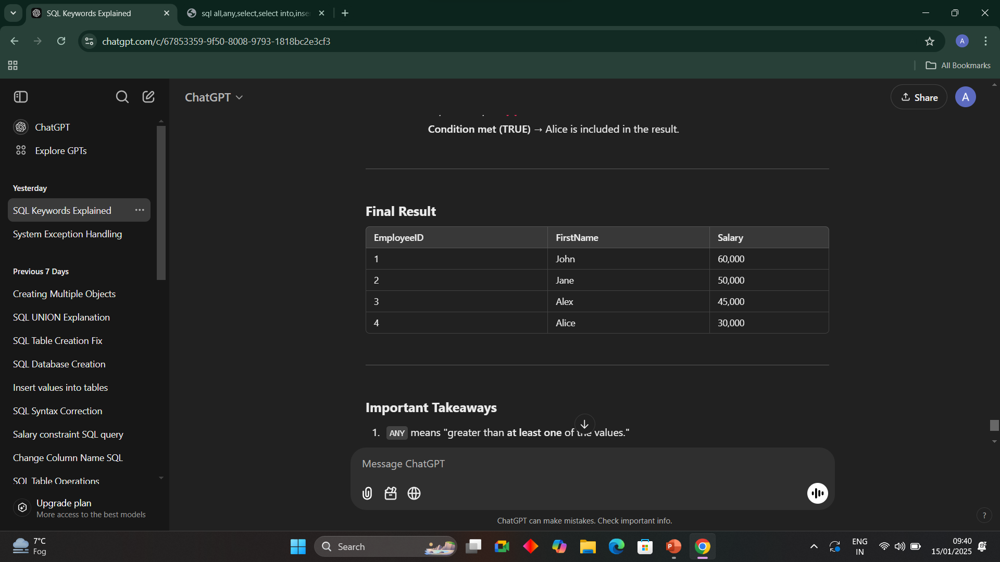 SQL Keywords Explained
sql all,any,select,select into,inse
chatgpt.com/c/67853359-9f50-8008-9793-1818bc2e3cf3
A
All Bookmarks
ChatGPT
Share
A
ChatGPT
Explore GPTs
Yesterday
SQL Keywords Explained
System Exception Handling
Previous 7 Days
Creating Multiple Objects
SQL UNION Explanation
SQL Table Creation Fix
SQL Database Creation
Insert values into tables
SQL Syntax Correction
Salary constraint SQL query
Change Column Name SQL
SQL Table Operations
Upgrade plan
More access to the best models
Condition met (TRUE) → Alice is included in the result.
Final Result
EmployeeID FirstName Salary
1 John 60,000
2 Jane 50,000
3 Alex 45,000
4 Alice 30,000
Important Takeaways
1. ANY means "greater than at least one of the values."
Message ChatGPT
ChatGPT can make mistakes. Check important info.
?
7°C
Fog
Search
ENG
IN
09:40
15/01/2025